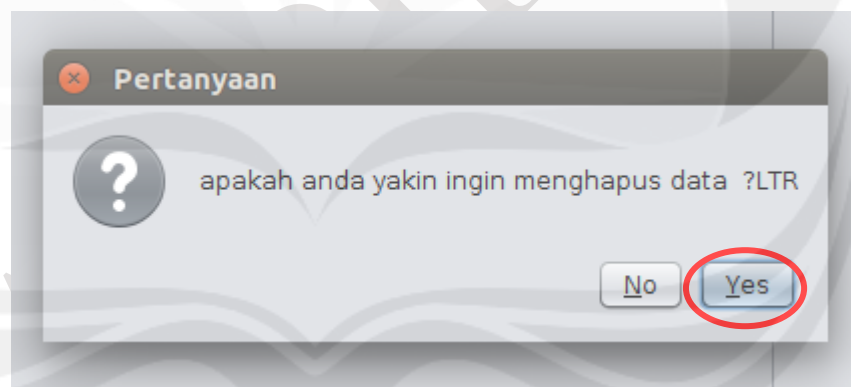 Pertanyaan
apakah anda yakin ingin menghapus data  ?LTR
No
Yes